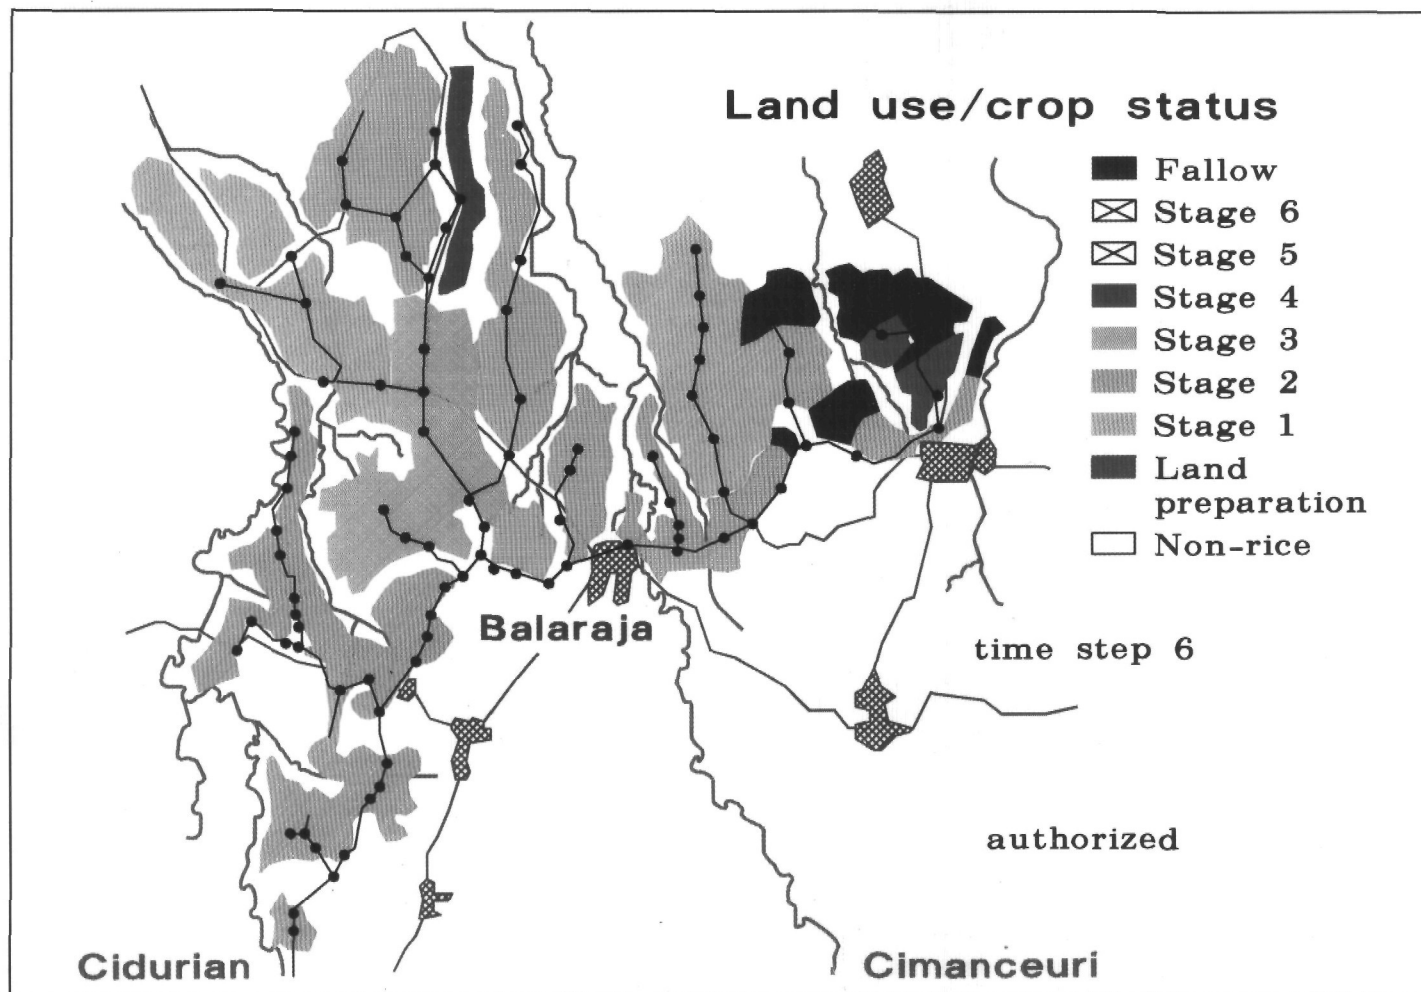 Land use/crop status
Fallow
Stage 6
Stage 5
Stage 4
Stage 3
Stage 2
Stage 1
Land
preparation
Non-rice
Balaraja
time step 6
authorized
Cidurian
Cimanceuri